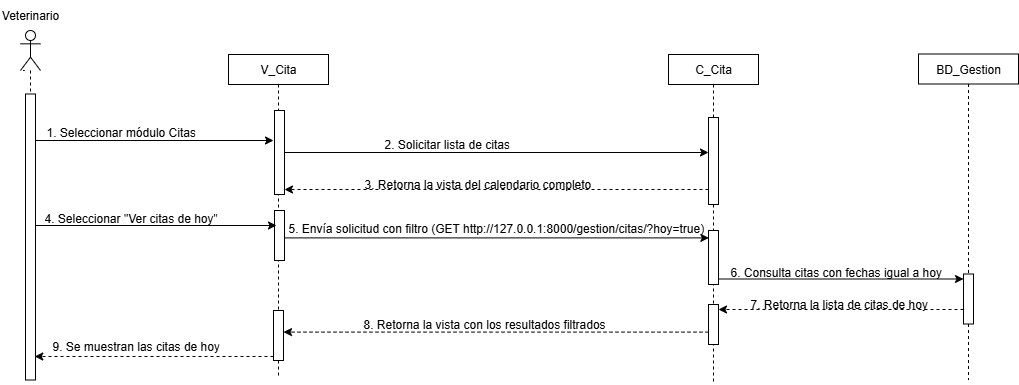 Veterinario
V_Cita
C_Cita
BD_Gestion
1. Seleccionar módulo Citas
2. Solicitar lista de citas
3. Retorna la vista del calendario completo
4. Seleccionar "Ver citas de hoy"
5. Envía solicitud con filtro (GET http://127.0.0.1:8000/gestion/citas/?hoy=true)
6. Consulta citas con fechas igual a hoy
7. Retorna la lista de citas de hoy
8. Retorna la vista con los resultados filtrados
9. Se muestran las citas de hoy